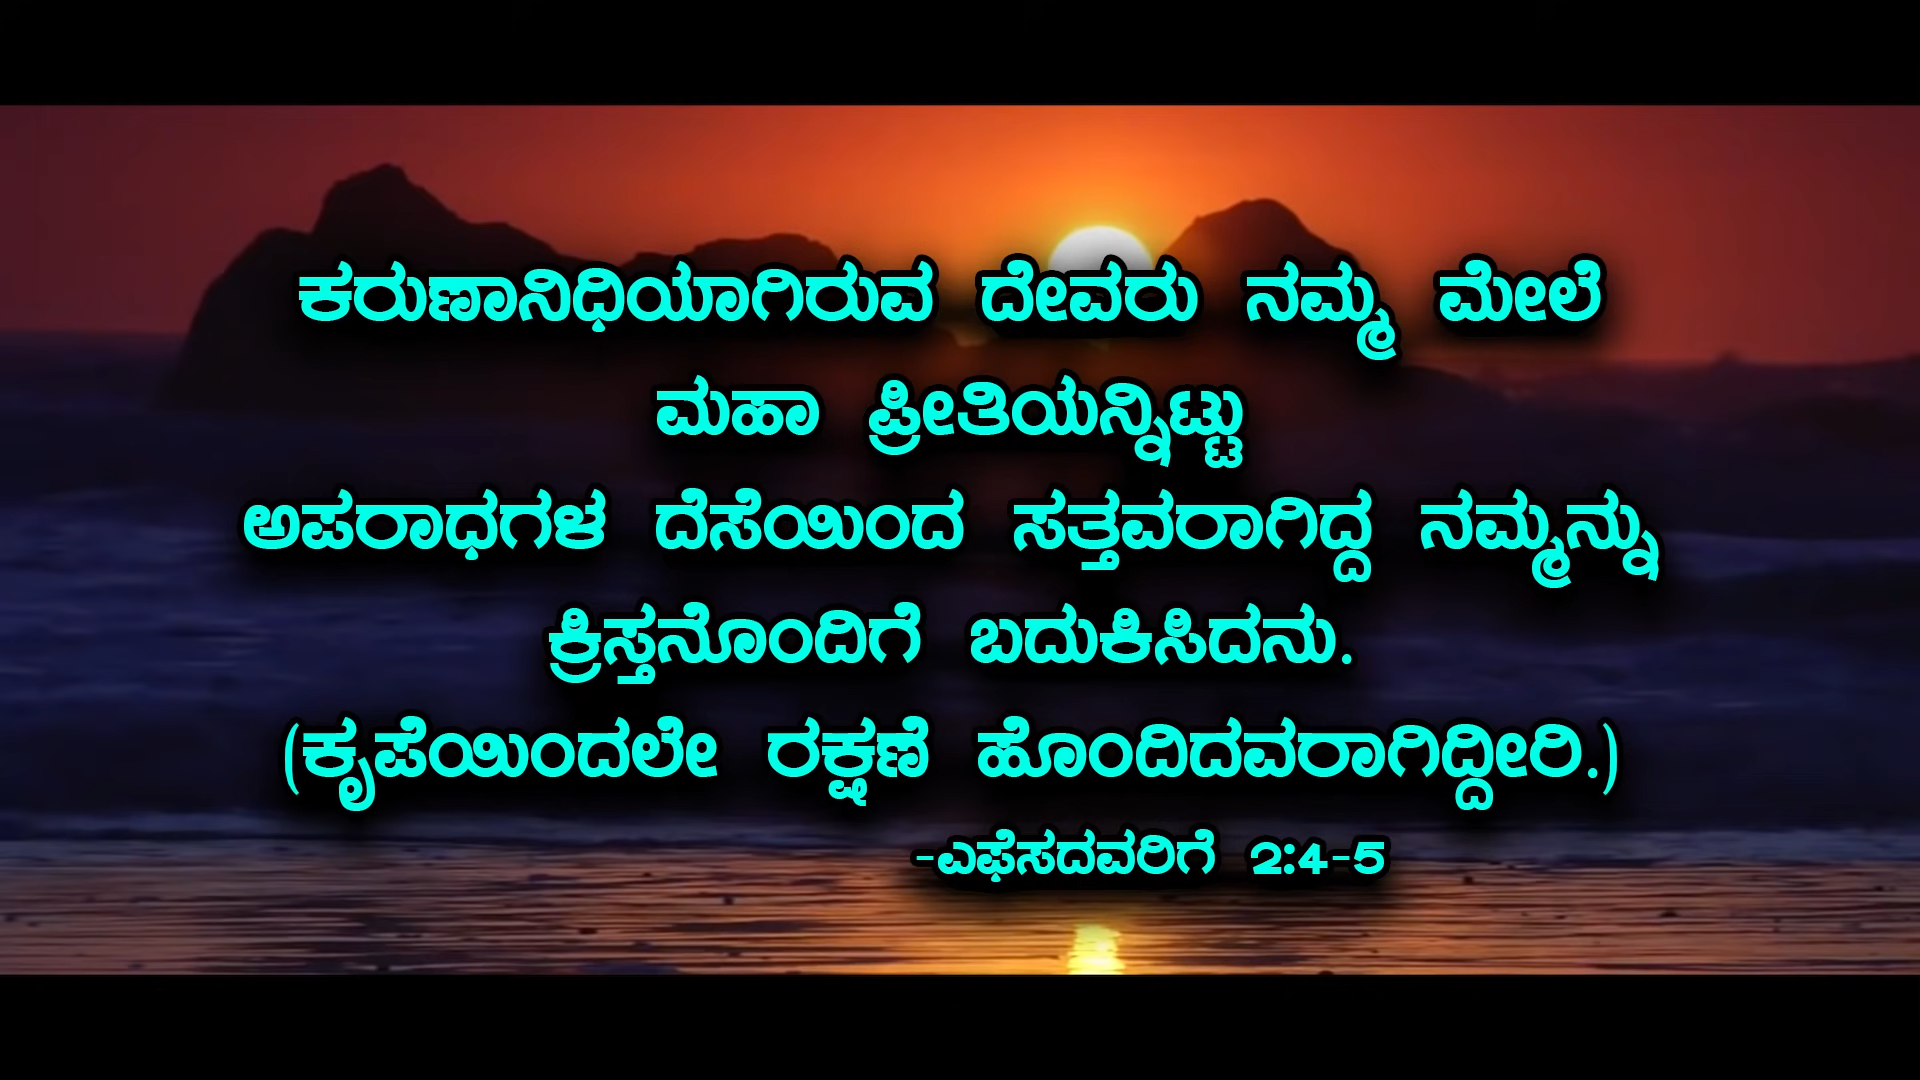 ಕರುಣಾನಿಧಿಯಾಗಿರುವ ದೇವರು ನಮ್ಮ ಮೇಲೆ
ಮಹಾ ಪ್ರೀತಿಯನ್ನಿಟ್ಟು
ಅಪರಾಧಗಳ ದೆಸೆಯಿಂದ ಸತ್ತವರಾಗಿದ್ದ ನಮ್ಮನ್ನು
ಕ್ರಿಸ್ತನೊಂದಿಗೆ ಬದುಕಿಸಿದನು.
(ಕೃಪೆಯಿಂದಲೇ ರಕ್ಷಣೆ ಹೊಂದಿದವರಾಗಿದ್ದೀರಿ.)
-ಎಫೆಸದವರಿಗೆ 2:4-5